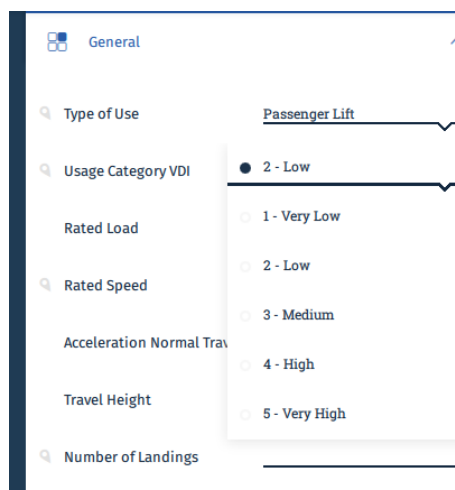 General
Type of Use Passenger Lift
Usage Category VDI 2 - Low
1 - Very Low
Rated Load
2 - Low
Rated Speed
3 - Medium
Acceleration Normal Trav
4 - High
Travel Height
5 - Very High
Number of Landings